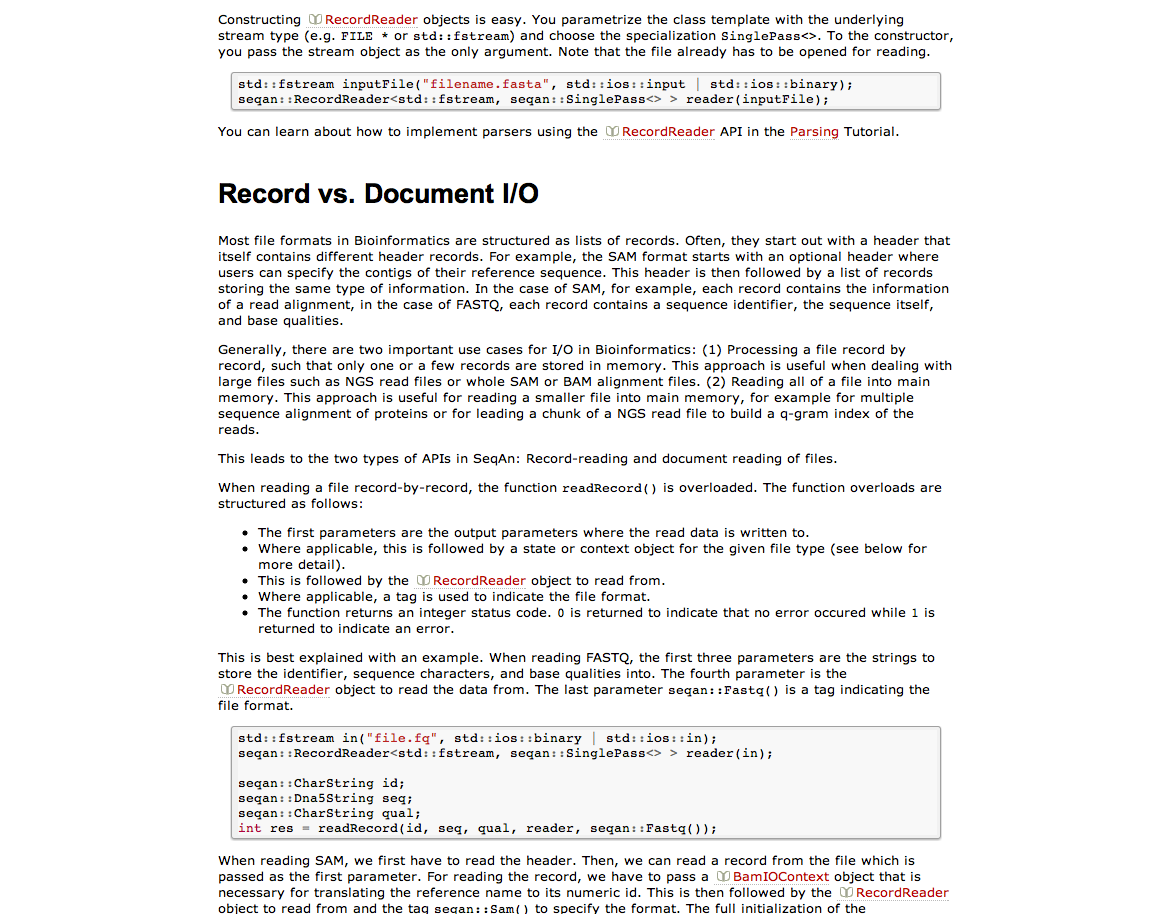 Constructing RecordReader objects is easy. You parametrize the class template with the underlying
stream type (e.g. FILE * or std::fstream) and choose the specialization SinglePass<>. To the constructor,
you pass the stream object as the only argument. Note that the file already has to be opened for reading.
std::fstream inputFile("filename.fasta", std::ios::input | std::ios::binary);
seqan::RecordReader<std::fstream, seqan::SinglePass<> > reader(inputFile);
You can learn about how to implement parsers using the RecordReader API in the Parsing Tutorial.
Record vs. Document I/O
Most file formats in Bioinformatics are structured as lists of records. Often, they start out with a header that
itself contains different header records. For example, the SAM format starts with an optional header where
users can specify the contigs of their reference sequence. This header is then followed by a list of records
storing the same type of information. In the case of SAM, for example, each record contains the information
of a read alignment, in the case of FASTQ, each record contains a sequence identifier, the sequence itself,
and base qualities.
Generally, there are two important use cases for I/O in Bioinformatics: (1) Processing a file record by
record, such that only one or a few records are stored in memory. This approach is useful when dealing with
large files such as NGS read files or whole SAM or BAM alignment files. (2) Reading all of a file into main
memory. This approach is useful for reading a smaller file into main memory, for example for multiple
sequence alignment of proteins or for leading a chunk of a NGS read file to build a q-gram index of the
reads.
This leads to the two types of APIs in SeqAn: Record-reading and document reading of files.
When reading a file record-by-record, the function readRecord() is overloaded. The function overloads are
structured as follows:
• The first parameters are the output parameters where the read data is written to.
• Where applicable, this is followed by a state or context object for the given file type (see below for
more detail).
• This is followed by the RecordReader object to read from.
• Where applicable, a tag is used to indicate the file format.
• The function returns an integer status code. 0 is returned to indicate that no error occured while 1 is
returned to indicate an error.
This is best explained with an example. When reading FASTQ, the first three parameters are the strings to
store the identifier, sequence characters, and base qualities into. The fourth parameter is the
RecordReader object to read the data from. The last parameter seqan::Fastq() is a tag indicating the
file format.
std::fstream in("file.fq", std::ios::binary | std::ios::in);
seqan::RecordReader<std::fstream, seqan::SinglePass<> > reader(in);
seqan::CharString id;
seqan::Dna5String seq;
seqan::CharString qual;
int res = readRecord(id, seq, qual, reader, seqan::Fastq());
When reading SAM, we first have to read the header. Then, we can read a record from the file which is
passed as the first parameter. For reading the record, we have to pass a BamIOContext object that is
necessary for translating the reference name to its numeric id. This is then followed by the RecordReader
object to read from and the tag seqan::Sam() to specify the format. The full initialization of the